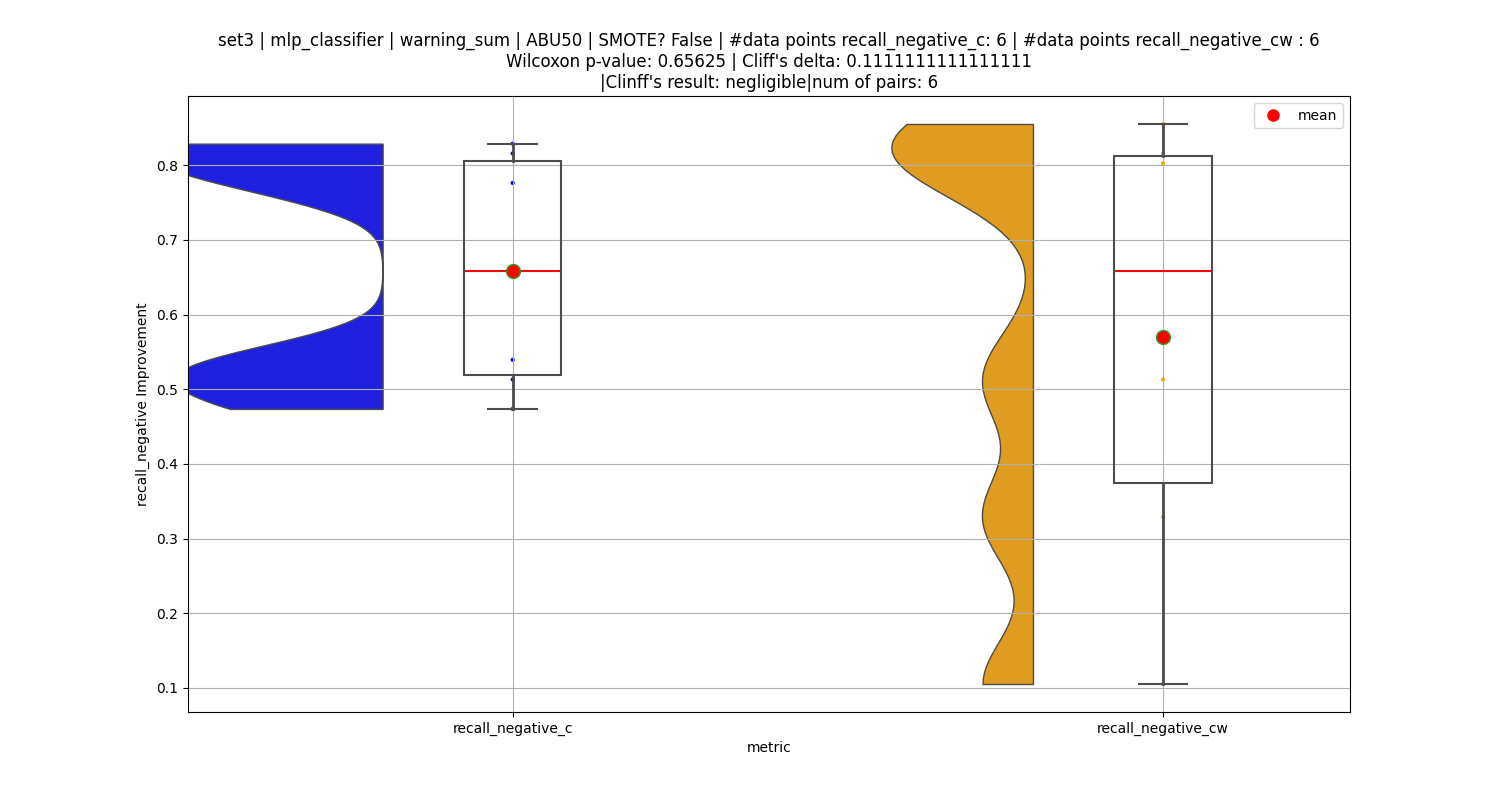 set3 | mlp_classifier | warning_sum | ABU50 | SMOTE? False | #data points recall_negative_c: 6 | #data points recall_negative_cw : 6
Wilcoxon p-value: 0.65625 | Cliff's delta: 0.1111111111111111
|Clinff's result: negligible|num of pairs: 6
mean
0.8
0.7
0.6
0.5
0.4
0.3
0.2
0.1
recall_negative Improvement
recall_negative_c
recall_negative_cw
metric